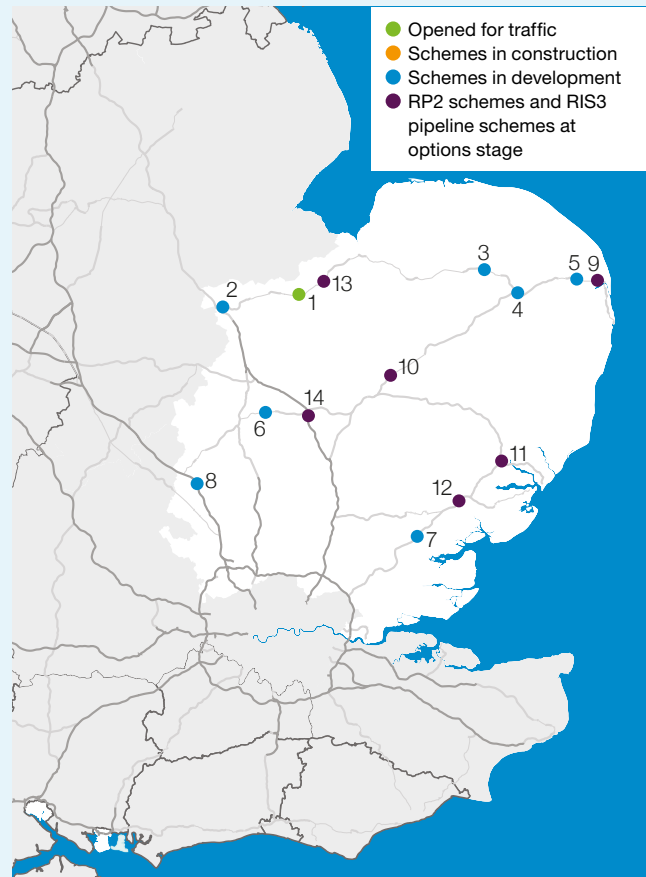 Opened for traffic
Schemes in construction
Schemes in development
RP2 schemes and RIS3
pipeline schemes at
options stage
3
5 9
13
2
1
4
10
14
6
11
8
12
7